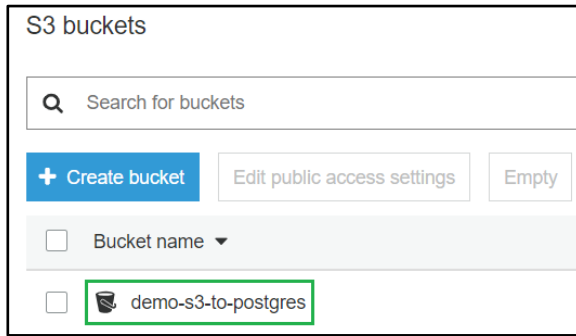 S3 buckets
Search for buckets
Create bucket Edit public access settings Empty
Bucket name
demo-s3-to-postgres